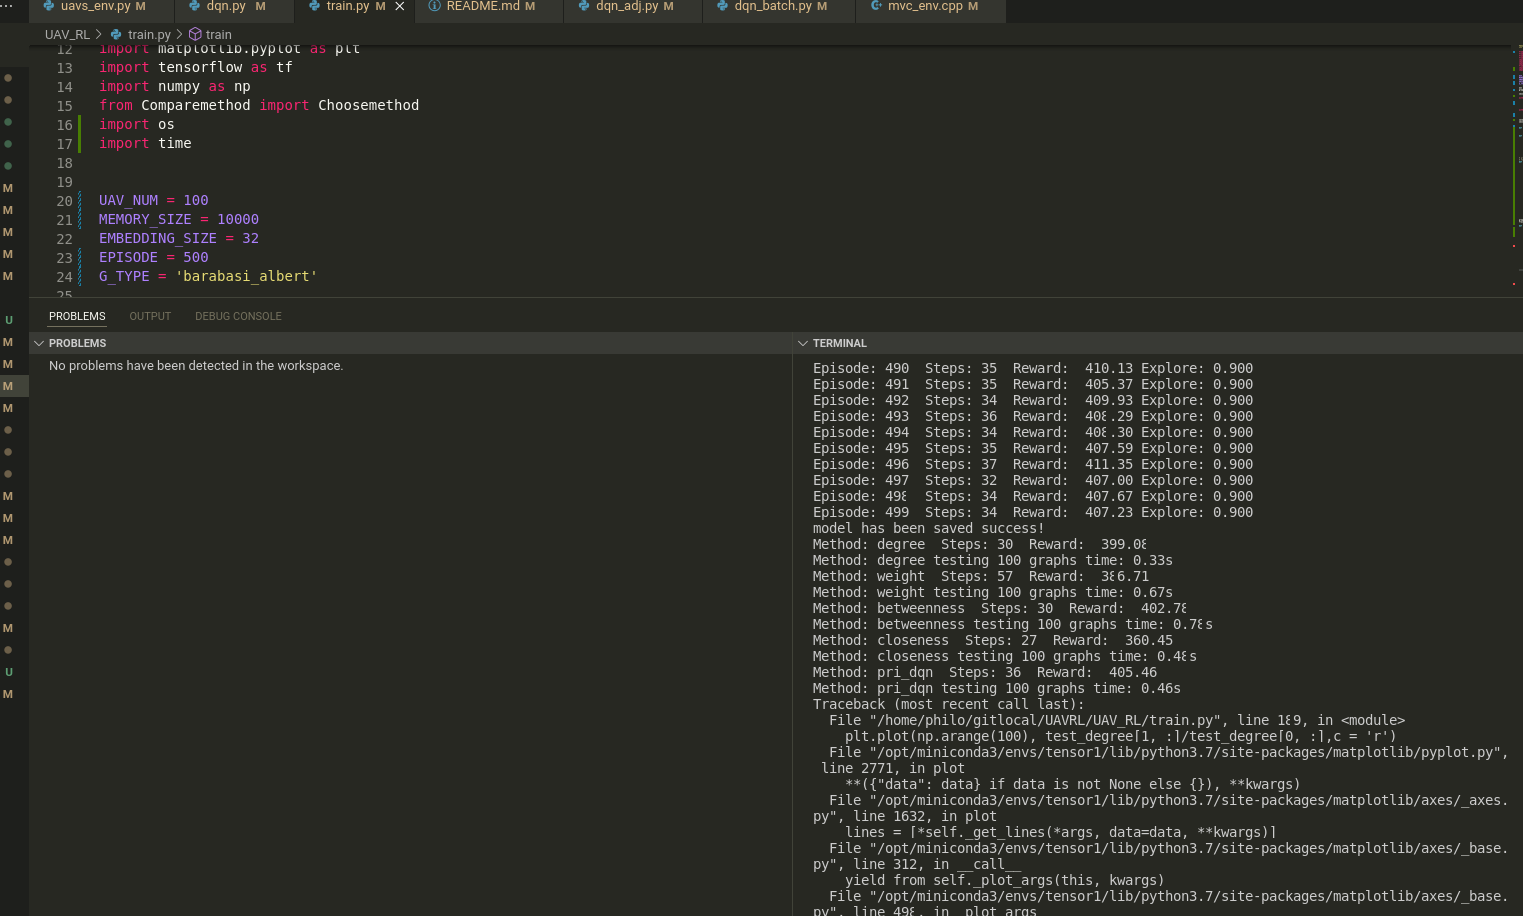 uavs_env.py M
dqn.py M
train.py M
README.md M
dqn_adj.py M
dqn_batch.py M
mvc_env.cpp M
UAV_RL > train.py > train
12 import matplotlib.pyplot as plt
13 import tensorflow as tf
14 import numpy as np
15 from Comparemethod import Choosemethod
16 import os
17 import time
18
19
20 UAV_NUM = 100
21 MEMORY_SIZE = 10000
22 EMBEDDING_SIZE = 32
23 EPISODE = 500
24 G_TYPE = 'barabasi_albert'
25
M
M
M
M
M
U
M
M
M
M
M
M
M
M
U
M
PROBLEMS OUTPUT DEBUG CONSOLE
PROBLEMS
No problems have been detected in the workspace.
TERMINAL
Episode: 490 Steps: 35 Reward: 410.13 Explore: 0.900
Episode: 491 Steps: 35 Reward: 405.37 Explore: 0.900
Episode: 492 Steps: 34 Reward: 409.93 Explore: 0.900
Episode: 493 Steps: 36 Reward: 408.29 Explore: 0.900
Episode: 494 Steps: 34 Reward: 408.30 Explore: 0.900
Episode: 495 Steps: 35 Reward: 407.59 Explore: 0.900
Episode: 496 Steps: 37 Reward: 411.35 Explore: 0.900
Episode: 497 Steps: 32 Reward: 407.00 Explore: 0.900
Episode: 498 Steps: 34 Reward: 407.67 Explore: 0.900
Episode: 499 Steps: 34 Reward: 407.23 Explore: 0.900
model has been saved success!
Method: degree Steps: 30 Reward: 399.08
Method: degree testing 100 graphs time: 0.33s
Method: weight Steps: 57 Reward: 386.71
Method: weight testing 100 graphs time: 0.67s
Method: betweenness Steps: 30 Reward: 402.78
Method: betweenness testing 100 graphs time: 0.78s
Method: closeness Steps: 27 Reward: 360.45
Method: closeness testing 100 graphs time: 0.48s
Method: pri_dqn Steps: 36 Reward: 405.46
Method: pri_dqn testing 100 graphs time: 0.46s
Traceback (most recent call last):
File "/home/philo/gitlocal/UAVRL/UAV_RL/train.py", line 189, in <module>
plt.plot(np.arange(100), test_degree[1, :]/test_degree[0, :],c = 'r')
File "/opt/miniconda3/envs/tensor1/lib/python3.7/site-packages/matplotlib/pyplot.py",
line 2771, in plot
**({"data": data} if data is not None else {}), **kwargs)
File "/opt/miniconda3/envs/tensor1/lib/python3.7/site-packages/matplotlib/axes/_axes.
py", line 1632, in plot
lines = [*self._get_lines(*args, data=data, **kwargs)]
File "/opt/miniconda3/envs/tensor1/lib/python3.7/site-packages/matplotlib/axes/_base.
py", line 312, in __call__
yield from self._plot_args(this, kwargs)
File "/opt/miniconda3/envs/tensor1/lib/python3.7/site-packages/matplotlib/axes/_base.
py", line 498, in _plot_args